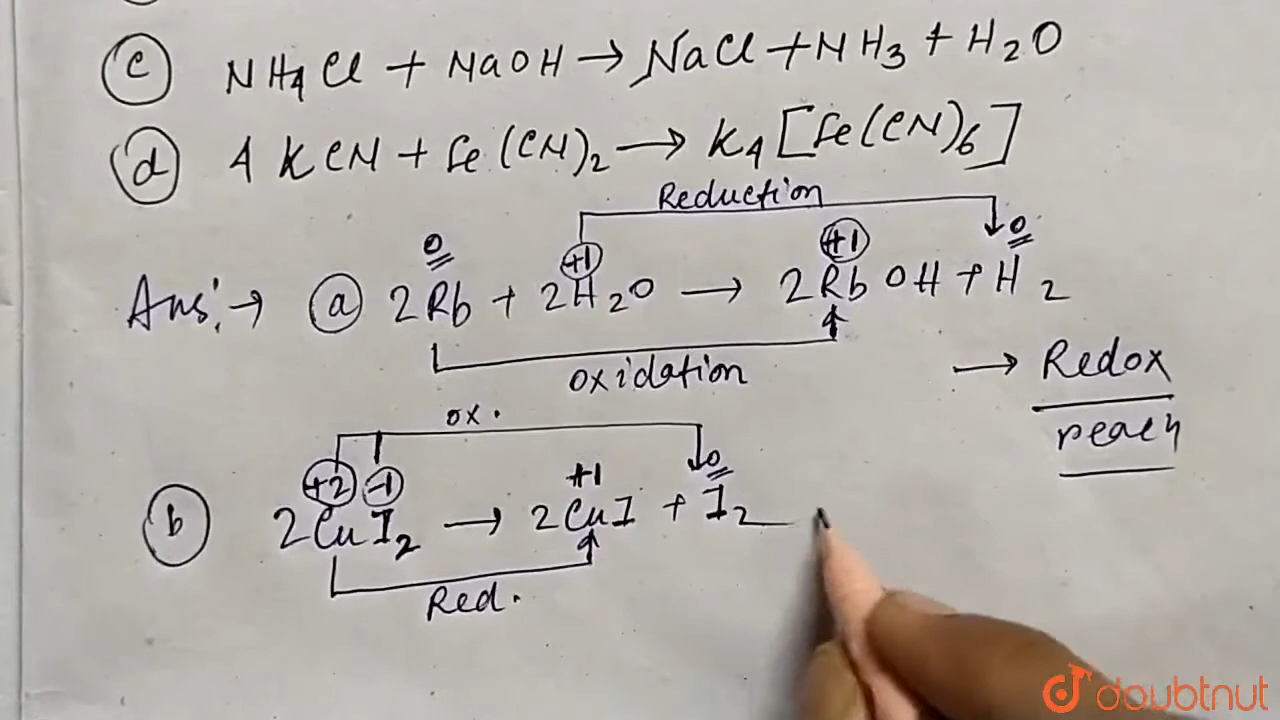 (c) NH4Cl + NaOH → NaCl + NH3 + H2O
(d) 4 KCN + Fe(CN)2 → K4[Fe(CN)6]
Reduction
0 +1 +1 0
Ans:→ (a) 2Rb + 2H2O → 2RbOH + H2
oxidation
→ Redox
reacn
ox.
+2 -1 +1 0
(b) 2CuI2 → 2CuI + I2
Red.
doubtnut